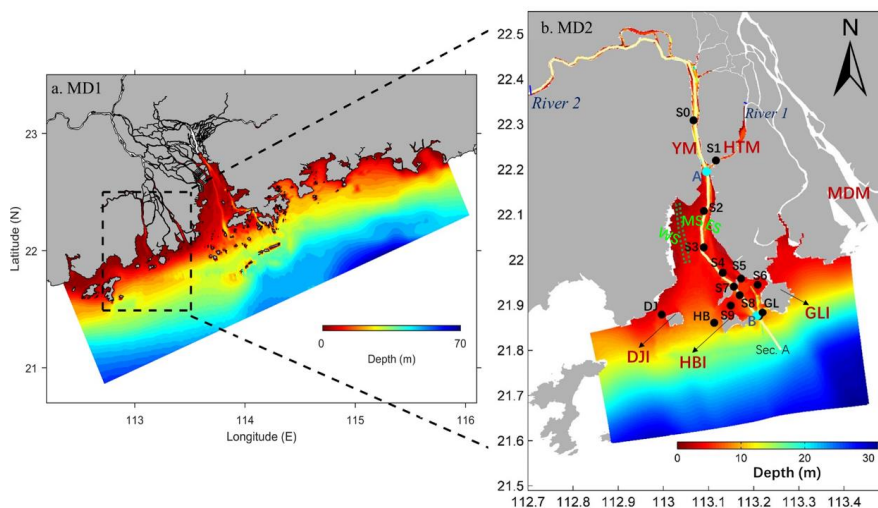 a. MD1
23
22
21
Latitude (N)
113
114
115
116
Longitude (E)
0
70
Depth (m)
b. MD2
N
22.5
22.4
22.3
22.2
22.1
22
21.9
21.8
21.7
21.6
21.5
River 2
River 1
S0
S1
YM
HTM
A
MDM
S2
WS
MS
ES
S3
S4
S5
S6
S7
S8
S9
DJ
HB
GL
B
GLI
DJI
HBI
Sec. A
0
10
20
30
Depth (m)
112.7
112.8
112.9
113
113.1
113.2
113.3
113.4